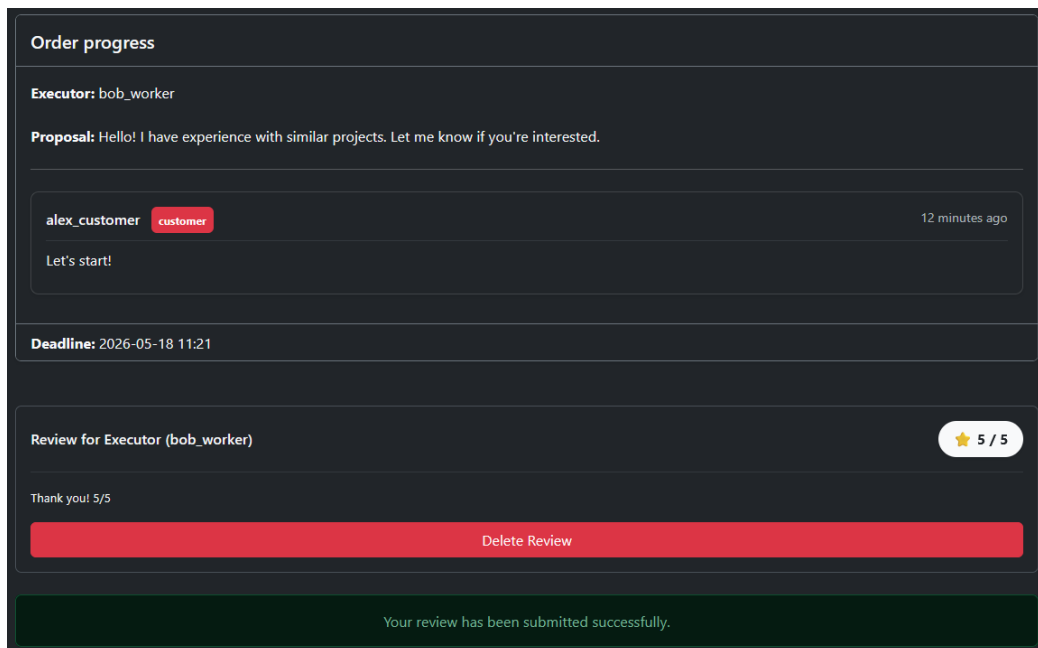 Order progress
Executor: bob_worker
Proposal: Hello! I have experience with similar projects. Let me know if you're interested.
alex_customer customer 12 minutes ago
Let's start!
Deadline: 2026-05-18 11:21
Review for Executor (bob_worker) ⭐ 5 / 5
Thank you! 5/5
Delete Review
Your review has been submitted successfully.